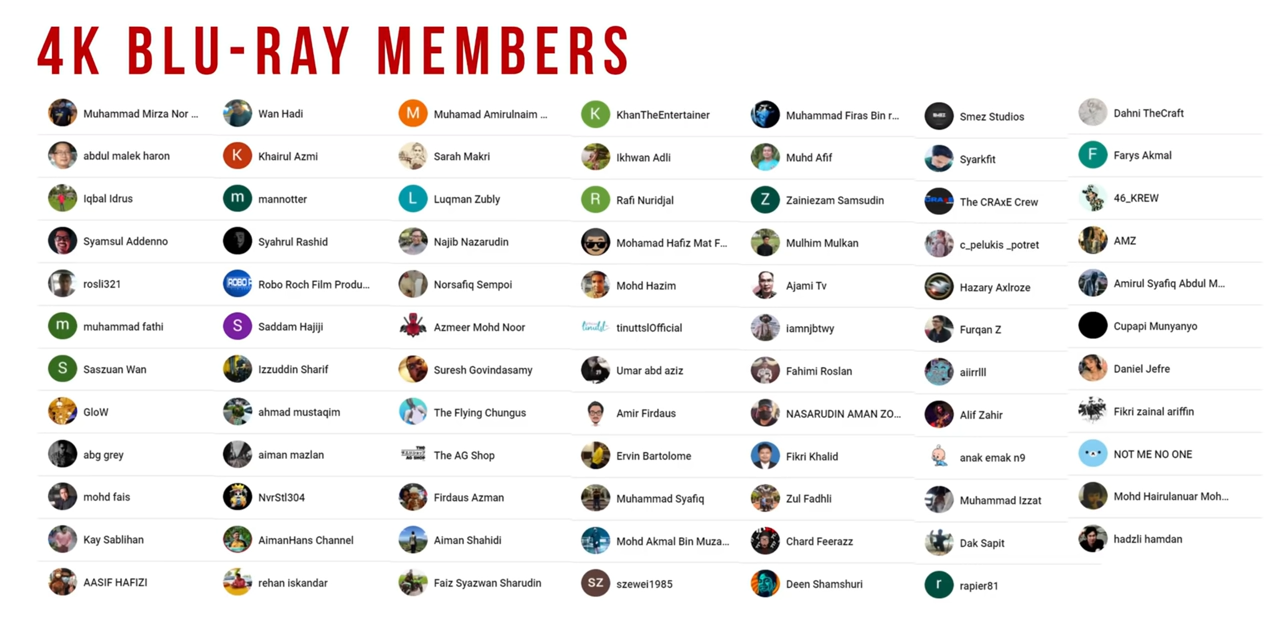 4K BLU-RAY MEMBERS
Muhammad Mirza Nor ...
abdul malek haron
Iqbal Idrus
Syamsul Addenno
rosli321
m muhammad fathi
S Saszuan Wan
GloW
abg grey
mohd fais
Kay Sablihan
AASIF HAFIZI
Wan Hadi
K Khairul Azmi
m mannotter
Syahrul Rashid
ROBO Robo Roch Film Produ...
S Saddam Hajiji
Izzuddin Sharif
ahmad mustaqim
aiman mazlan
NvrStl304
AimanHans Channel
rehan iskandar
M Muhamad Amirulnaim ...
Sarah Makri
L Luqman Zubly
Najib Nazarudin
Norsafiq Sempoi
Azmeer Mohd Noor
Suresh Govindasamy
The Flying Chungus
The AG Shop
Firdaus Azman
Aiman Shahidi
Faiz Syazwan Sharudin
K KhanTheEntertainer
Ikhwan Adli
R Rafi Nuridjal
Mohamad Hafiz Mat F...
Mohd Hazim
tinuttslOfficial
Umar abd aziz
Amir Firdaus
Ervin Bartolome
Muhammad Syafiq
Mohd Akmal Bin Muza...
sz szewei1985
Muhammad Firas Bin r...
Muhd Afif
Z Zainiezam Samsudin
Mulhim Mulkan
Ajami Tv
iamnjbtwy
Fahimi Roslan
NASARUDIN AMAN ZO...
Fikri Khalid
Zul Fadhli
Chard Feerazz
Deen Shamshuri
Smez Studios
Syarkfit
The CRAxE Crew
c_pelukis _potret
Hazary Axlroze
Furqan Z
aiirrlll
Alif Zahir
anak emak n9
Muhammad Izzat
Dak Sapit
r rapier81
Dahni TheCraft
F Farys Akmal
46_KREW
AMZ
Amirul Syafiq Abdul M...
Cupapi Munyanyo
Daniel Jefre
Fikri zainal ariffin
NOT ME NO ONE
Mohd Hairulanuar Moh...
hadzli hamdan